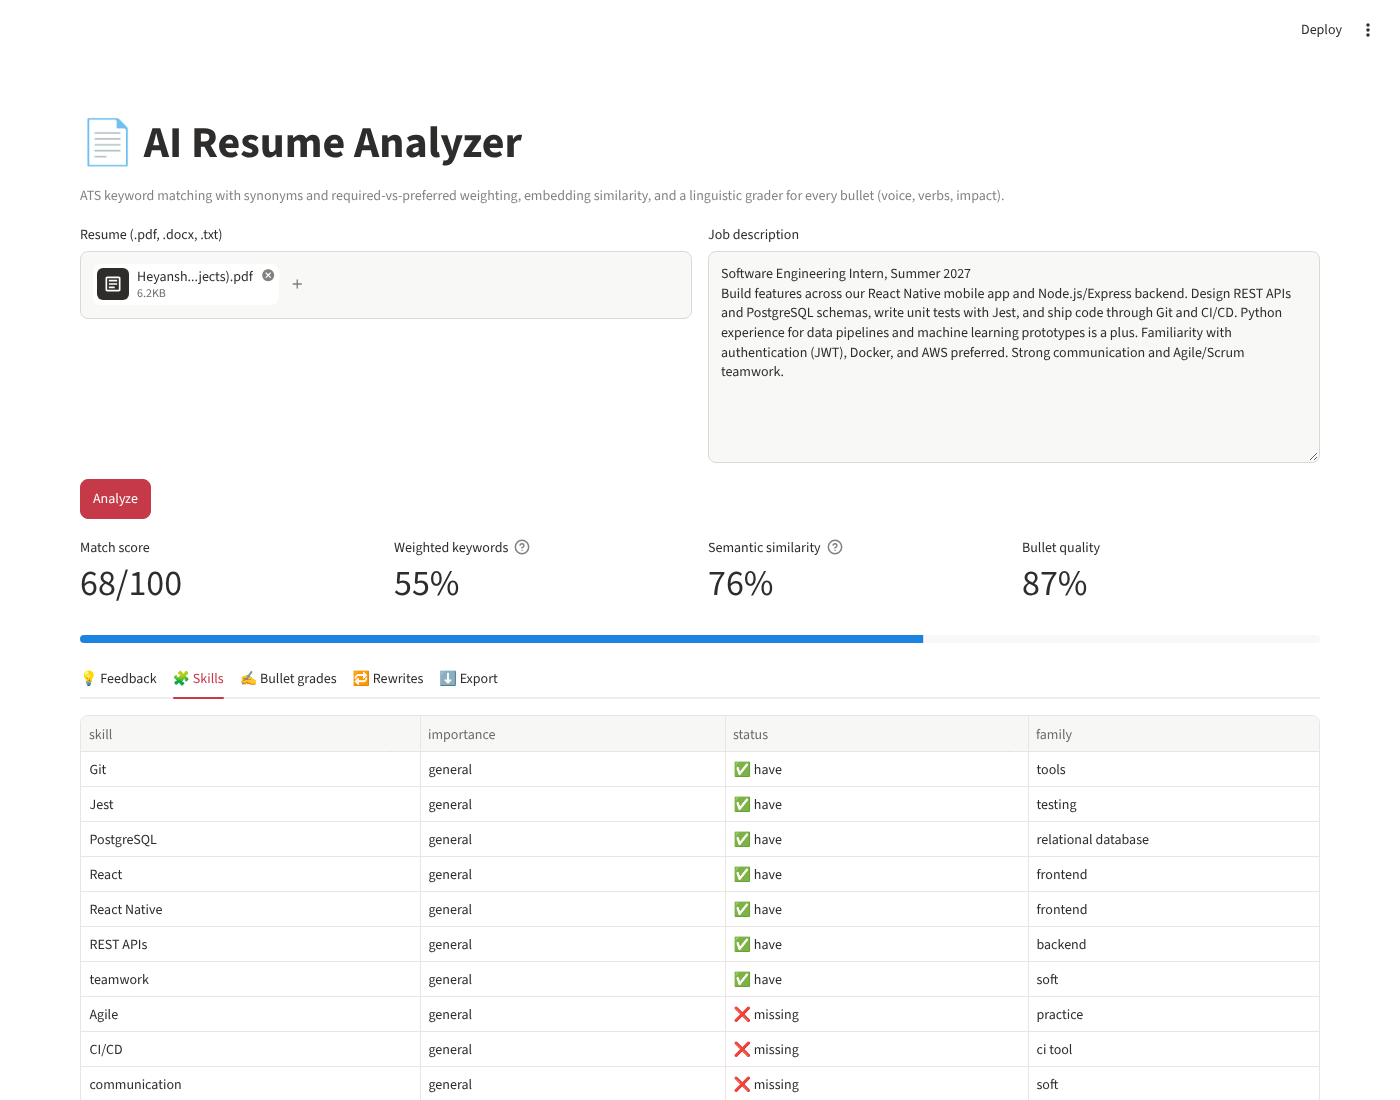 Deploy
AI Resume Analyzer
ATS keyword matching with synonyms and required-vs-preferred weighting, embedding similarity, and a linguistic grader for every bullet (voice, verbs, impact).
Resume (.pdf, .docx, .txt)
Heyansh...jects).pdf
6.2KB
Job description
Software Engineering Intern, Summer 2027
Build features across our React Native mobile app and Node.js/Express backend. Design REST APIs
and PostgreSQL schemas, write unit tests with Jest, and ship code through Git and CI/CD. Python
experience for data pipelines and machine learning prototypes is a plus. Familiarity with
authentication (JWT), Docker, and AWS preferred. Strong communication and Agile/Scrum
teamwork.
Analyze
Match score
68/100
Weighted keywords
55%
Semantic similarity
76%
Bullet quality
87%
Feedback Skills Bullet grades Rewrites Export
skill importance status family
Git general have tools
Jest general have testing
PostgreSQL general have relational database
React general have frontend
React Native general have frontend
REST APIs general have backend
teamwork general have soft
Agile general missing practice
CI/CD general missing ci tool
communication general missing soft